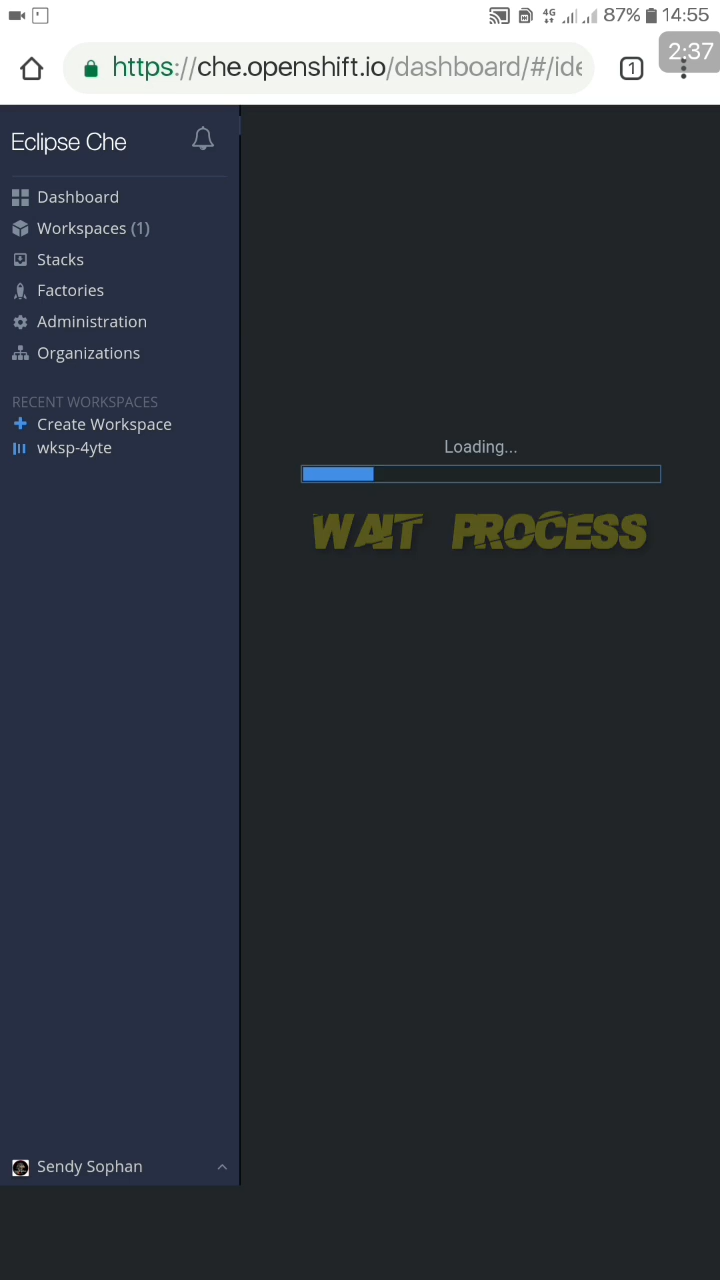 4G 87% 14:55
https://che.openshift.io/dashboard/#/ide
1
2:37
Eclipse Che
Dashboard
Workspaces (1)
Stacks
Factories
Administration
Organizations
RECENT WORKSPACES
Create Workspace
wksp-4yte
Loading...
WAIT PROCESS
Sendy Sophan